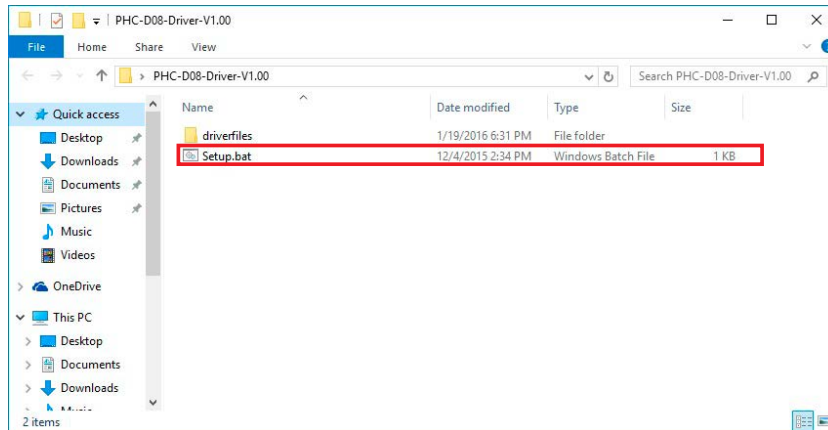 PHC-D08-Driver-V1.00
File Home Share View
PHC-D08-Driver-V1.00 Search PHC-D08-Driver-V1.00
Name Date modified Type Size
Quick access
Desktop
Downloads
Documents
Pictures
Music
Videos
OneDrive
This PC
Desktop
Documents
Downloads
Music
driverfiles 1/19/2016 6:31 PM File folder
Setup.bat 12/4/2015 2:34 PM Windows Batch File 1 KB
2 items